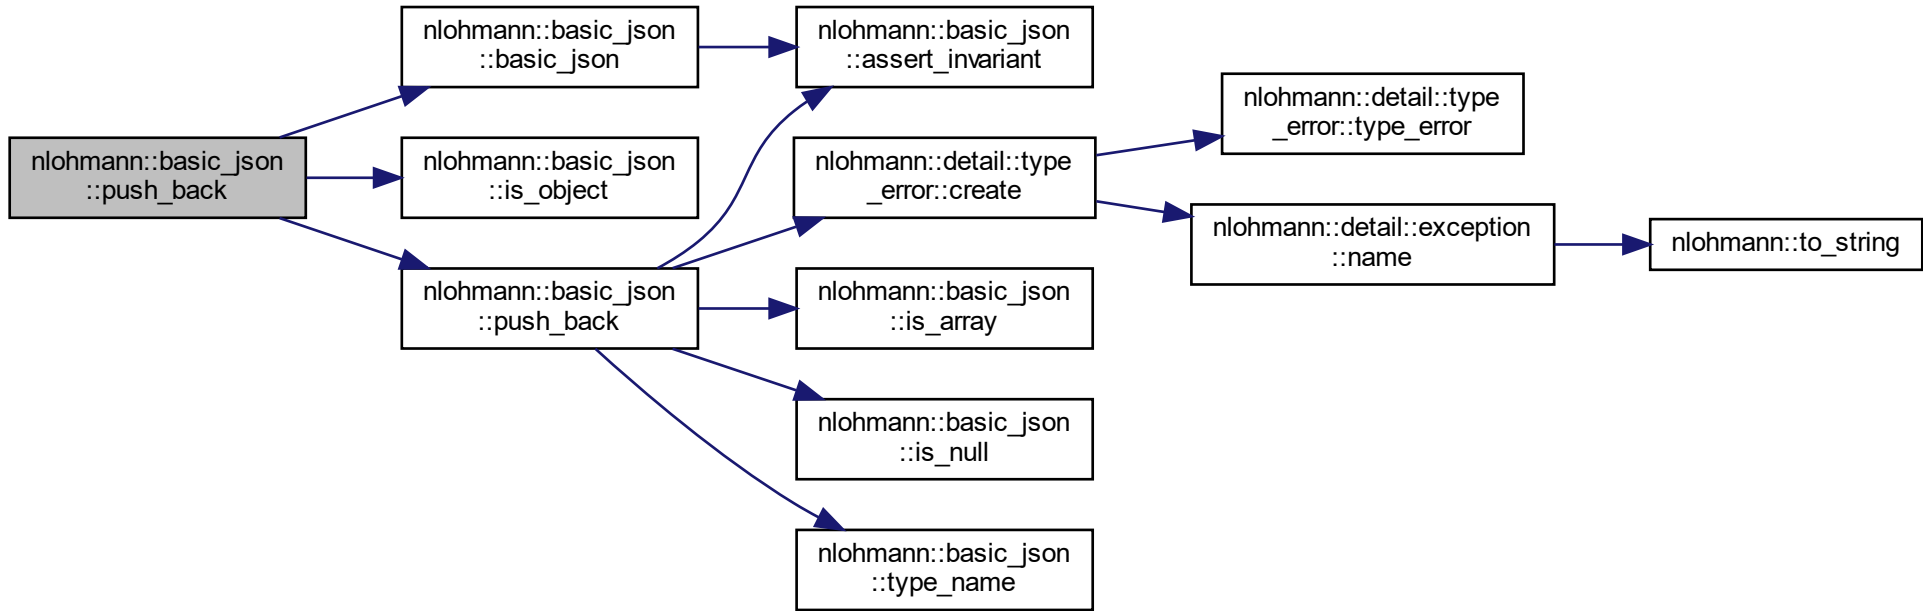 nlohmann::basic_json
::push_back
nlohmann::basic_json
::basic_json
nlohmann::basic_json
::is_object
nlohmann::basic_json
::push_back
nlohmann::basic_json
::assert_invariant
nlohmann::detail::type
_error::create
nlohmann::basic_json
::is_array
nlohmann::basic_json
::is_null
nlohmann::basic_json
::type_name
nlohmann::detail::type
_error::type_error
nlohmann::detail::exception
::name
nlohmann::to_string